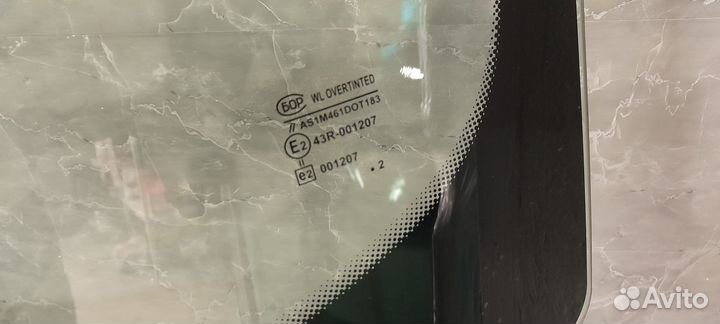 БОР WL OVERTINTED
// AS1M461DOT183
E2 43R-001207
=
e2 001207 .2
Avito